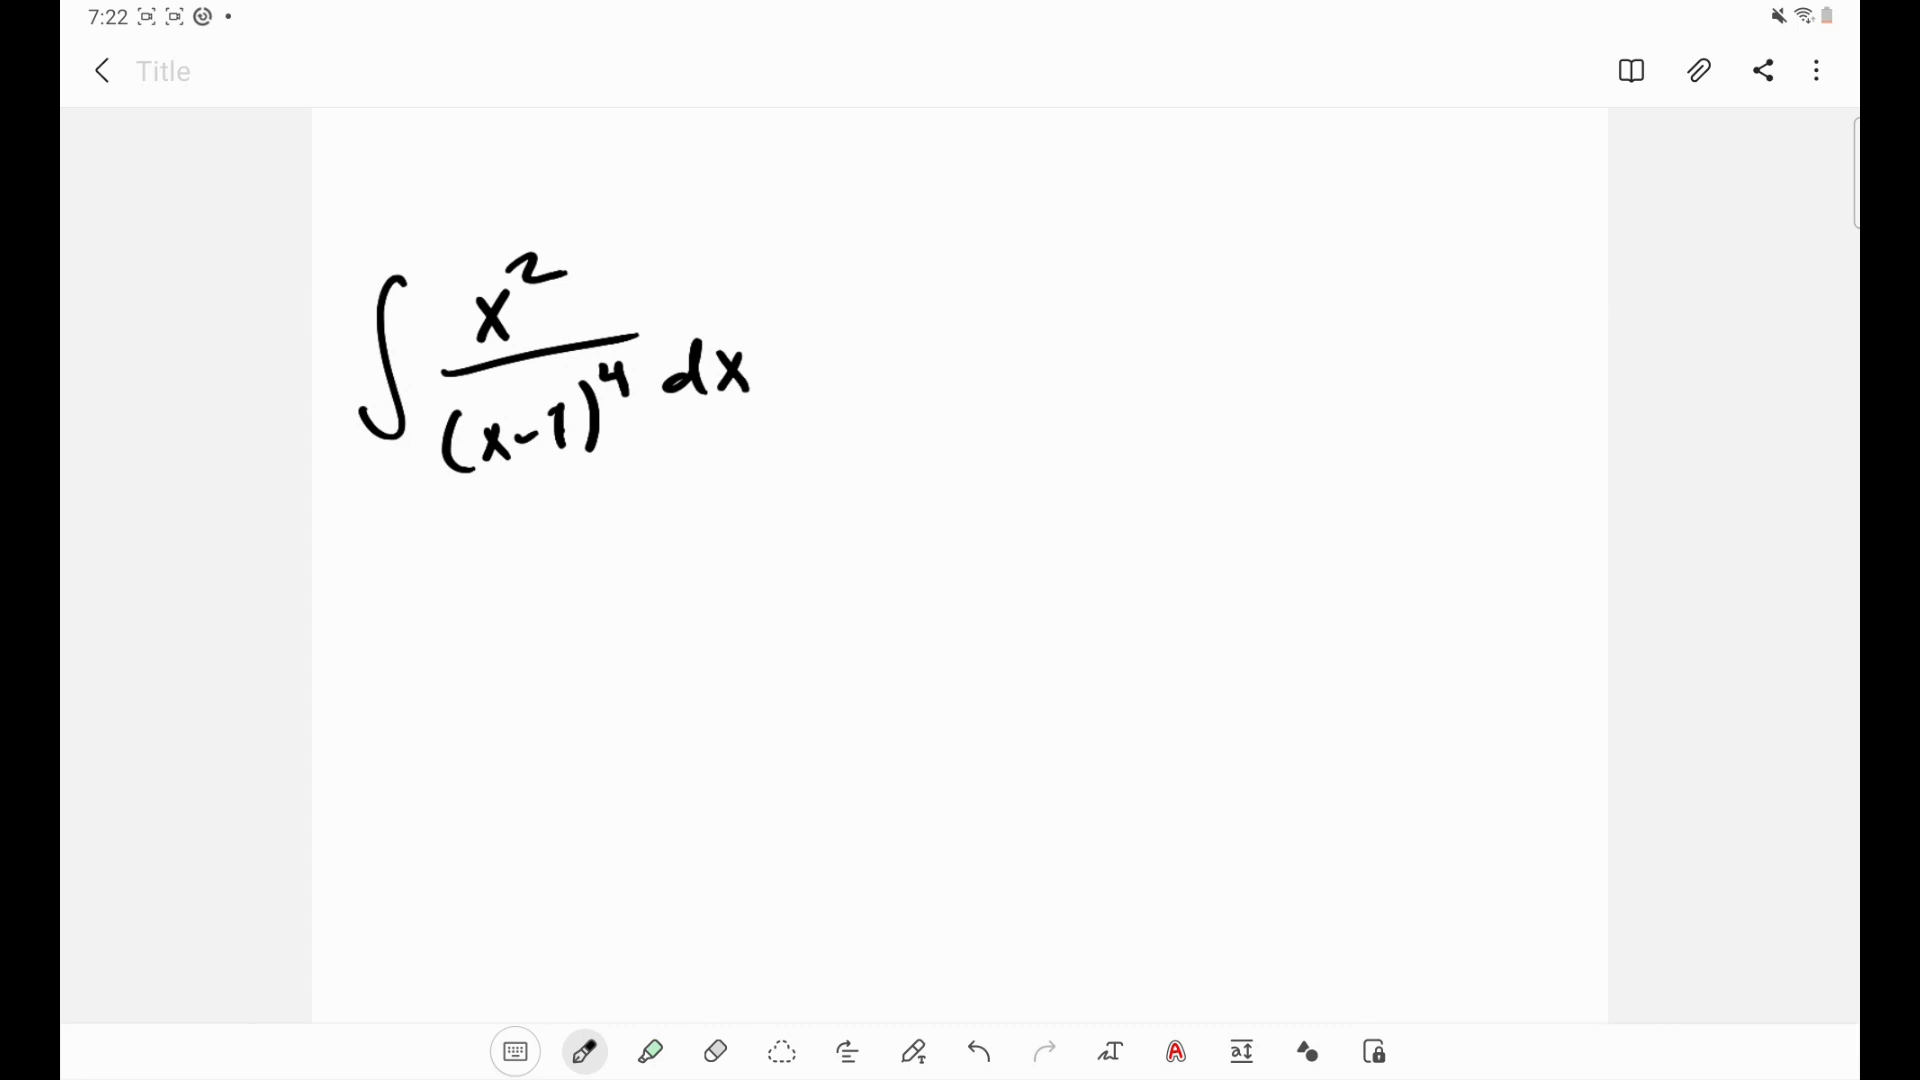 7:22
Title
∫ x² / (x-1)⁴ dx